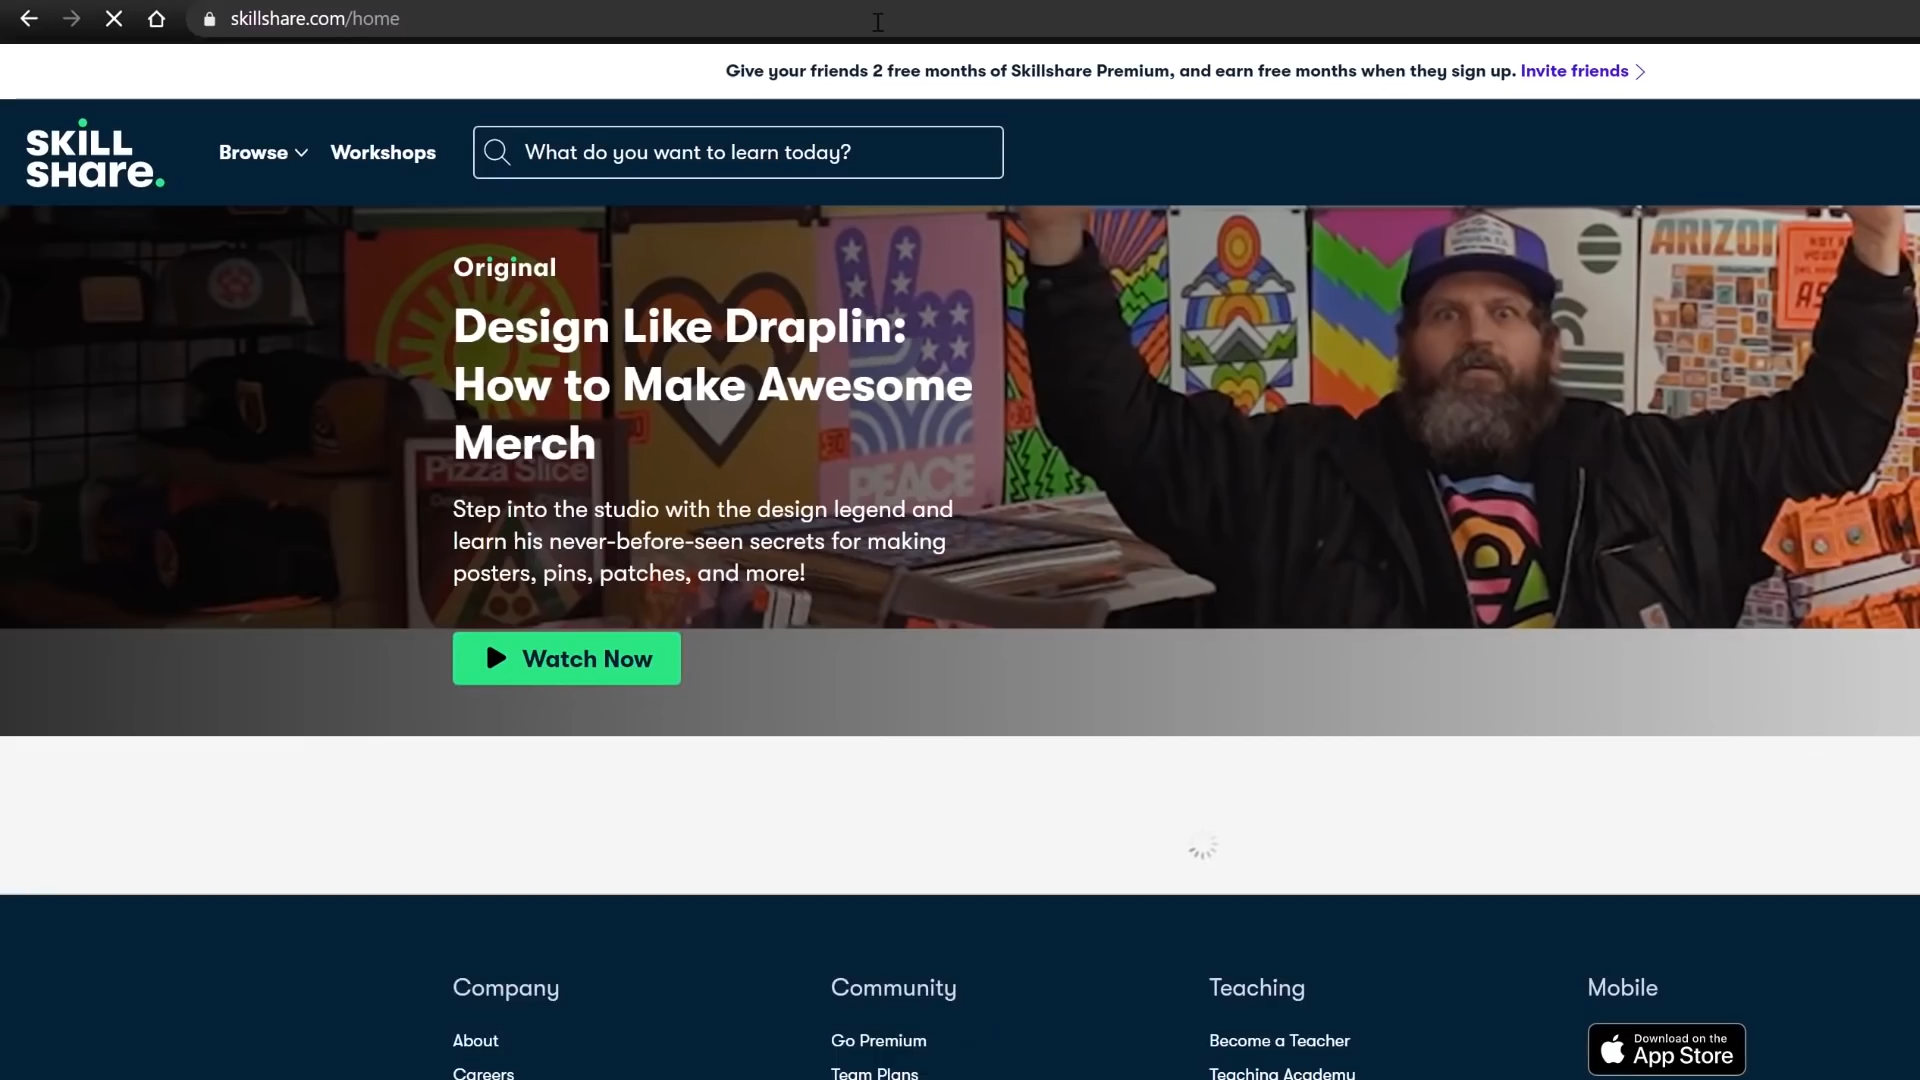 skillshare.com/home
Give your friends 2 free months of Skillshare Premium, and earn free months when they sign up. Invite friends
SKILL
SHare.
Browse
Workshops
What do you want to learn today?
Original
Design Like Draplin:
How to Make Awesome
Merch
Step into the studio with the design legend and
learn his never-before-seen secrets for making
posters, pins, patches, and more!
Watch Now
Pizza Slice
PEACE
Company
Community
Teaching
Mobile
About
Go Premium
Become a Teacher
Download on the
App Store
Careers
Team Plans
Teaching Academy